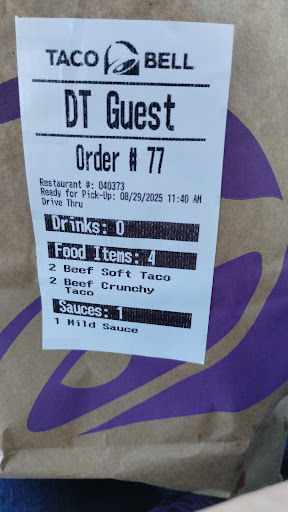 TACO BELL
DT Guest
Order # 77
Restaurant #: 040373
Ready for Pick-Up: 08/29/2025 11:40 AM
Drive Thru
Drinks: 0
Food Items: 4
2 Beef Soft Taco
2 Beef Crunchy
Taco
Sauces: 1
1 Mild Sauce